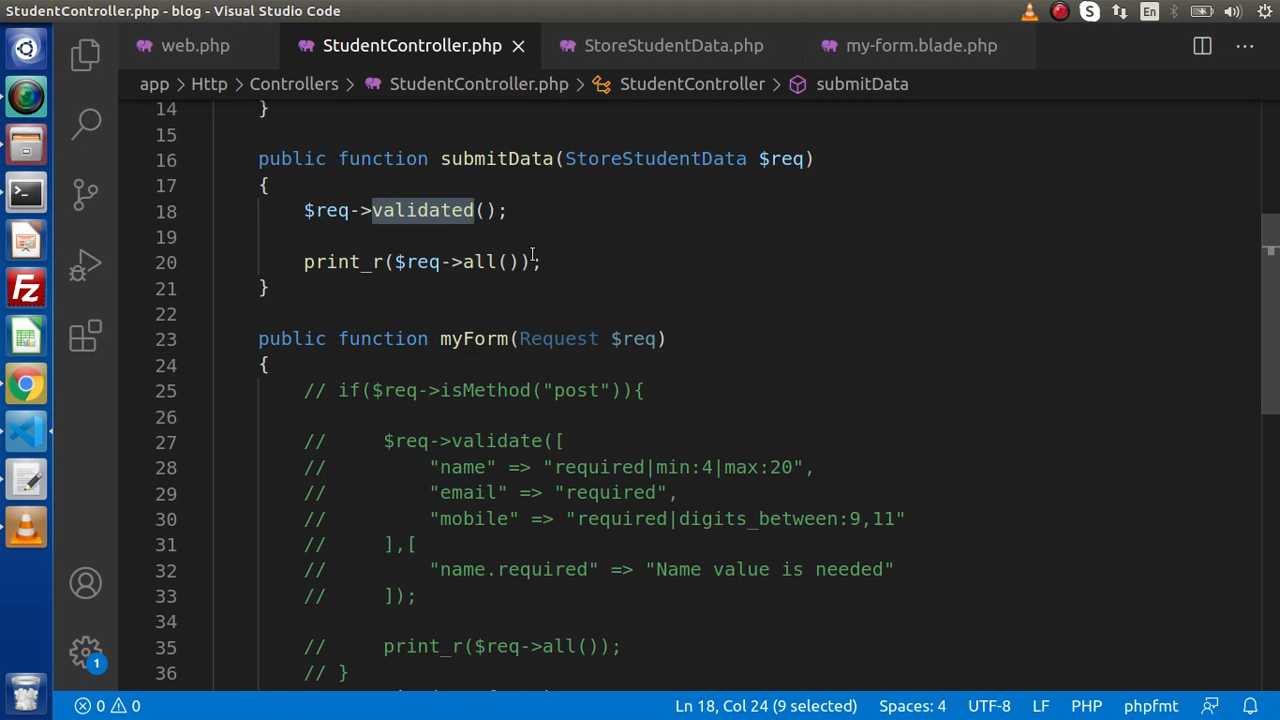 StudentController.php - blog - Visual Studio Code
S En
web.php StudentController.php StoreStudentData.php my-form.blade.php
app > Http > Controllers > StudentController.php > StudentController > submitData
14 }
15
16 public function submitData(StoreStudentData $req)
17 {
18 $req->validated();
19
20 print_r($req->all());
21 }
22
23 public function myForm(Request $req)
24 {
25 // if($req->isMethod("post")){
26
27 // $req->validate([
28 // "name" => "required|min:4|max:20",
29 // "email" => "required",
30 // "mobile" => "required|digits_between:9,11"
31 // ],[
32 // "name.required" => "Name value is needed"
33 // ]);
34
35 // print_r($req->all());
36 // }
Fz
1
0 0 Ln 18, Col 24 (9 selected) Spaces: 4 UTF-8 LF PHP phpfmt